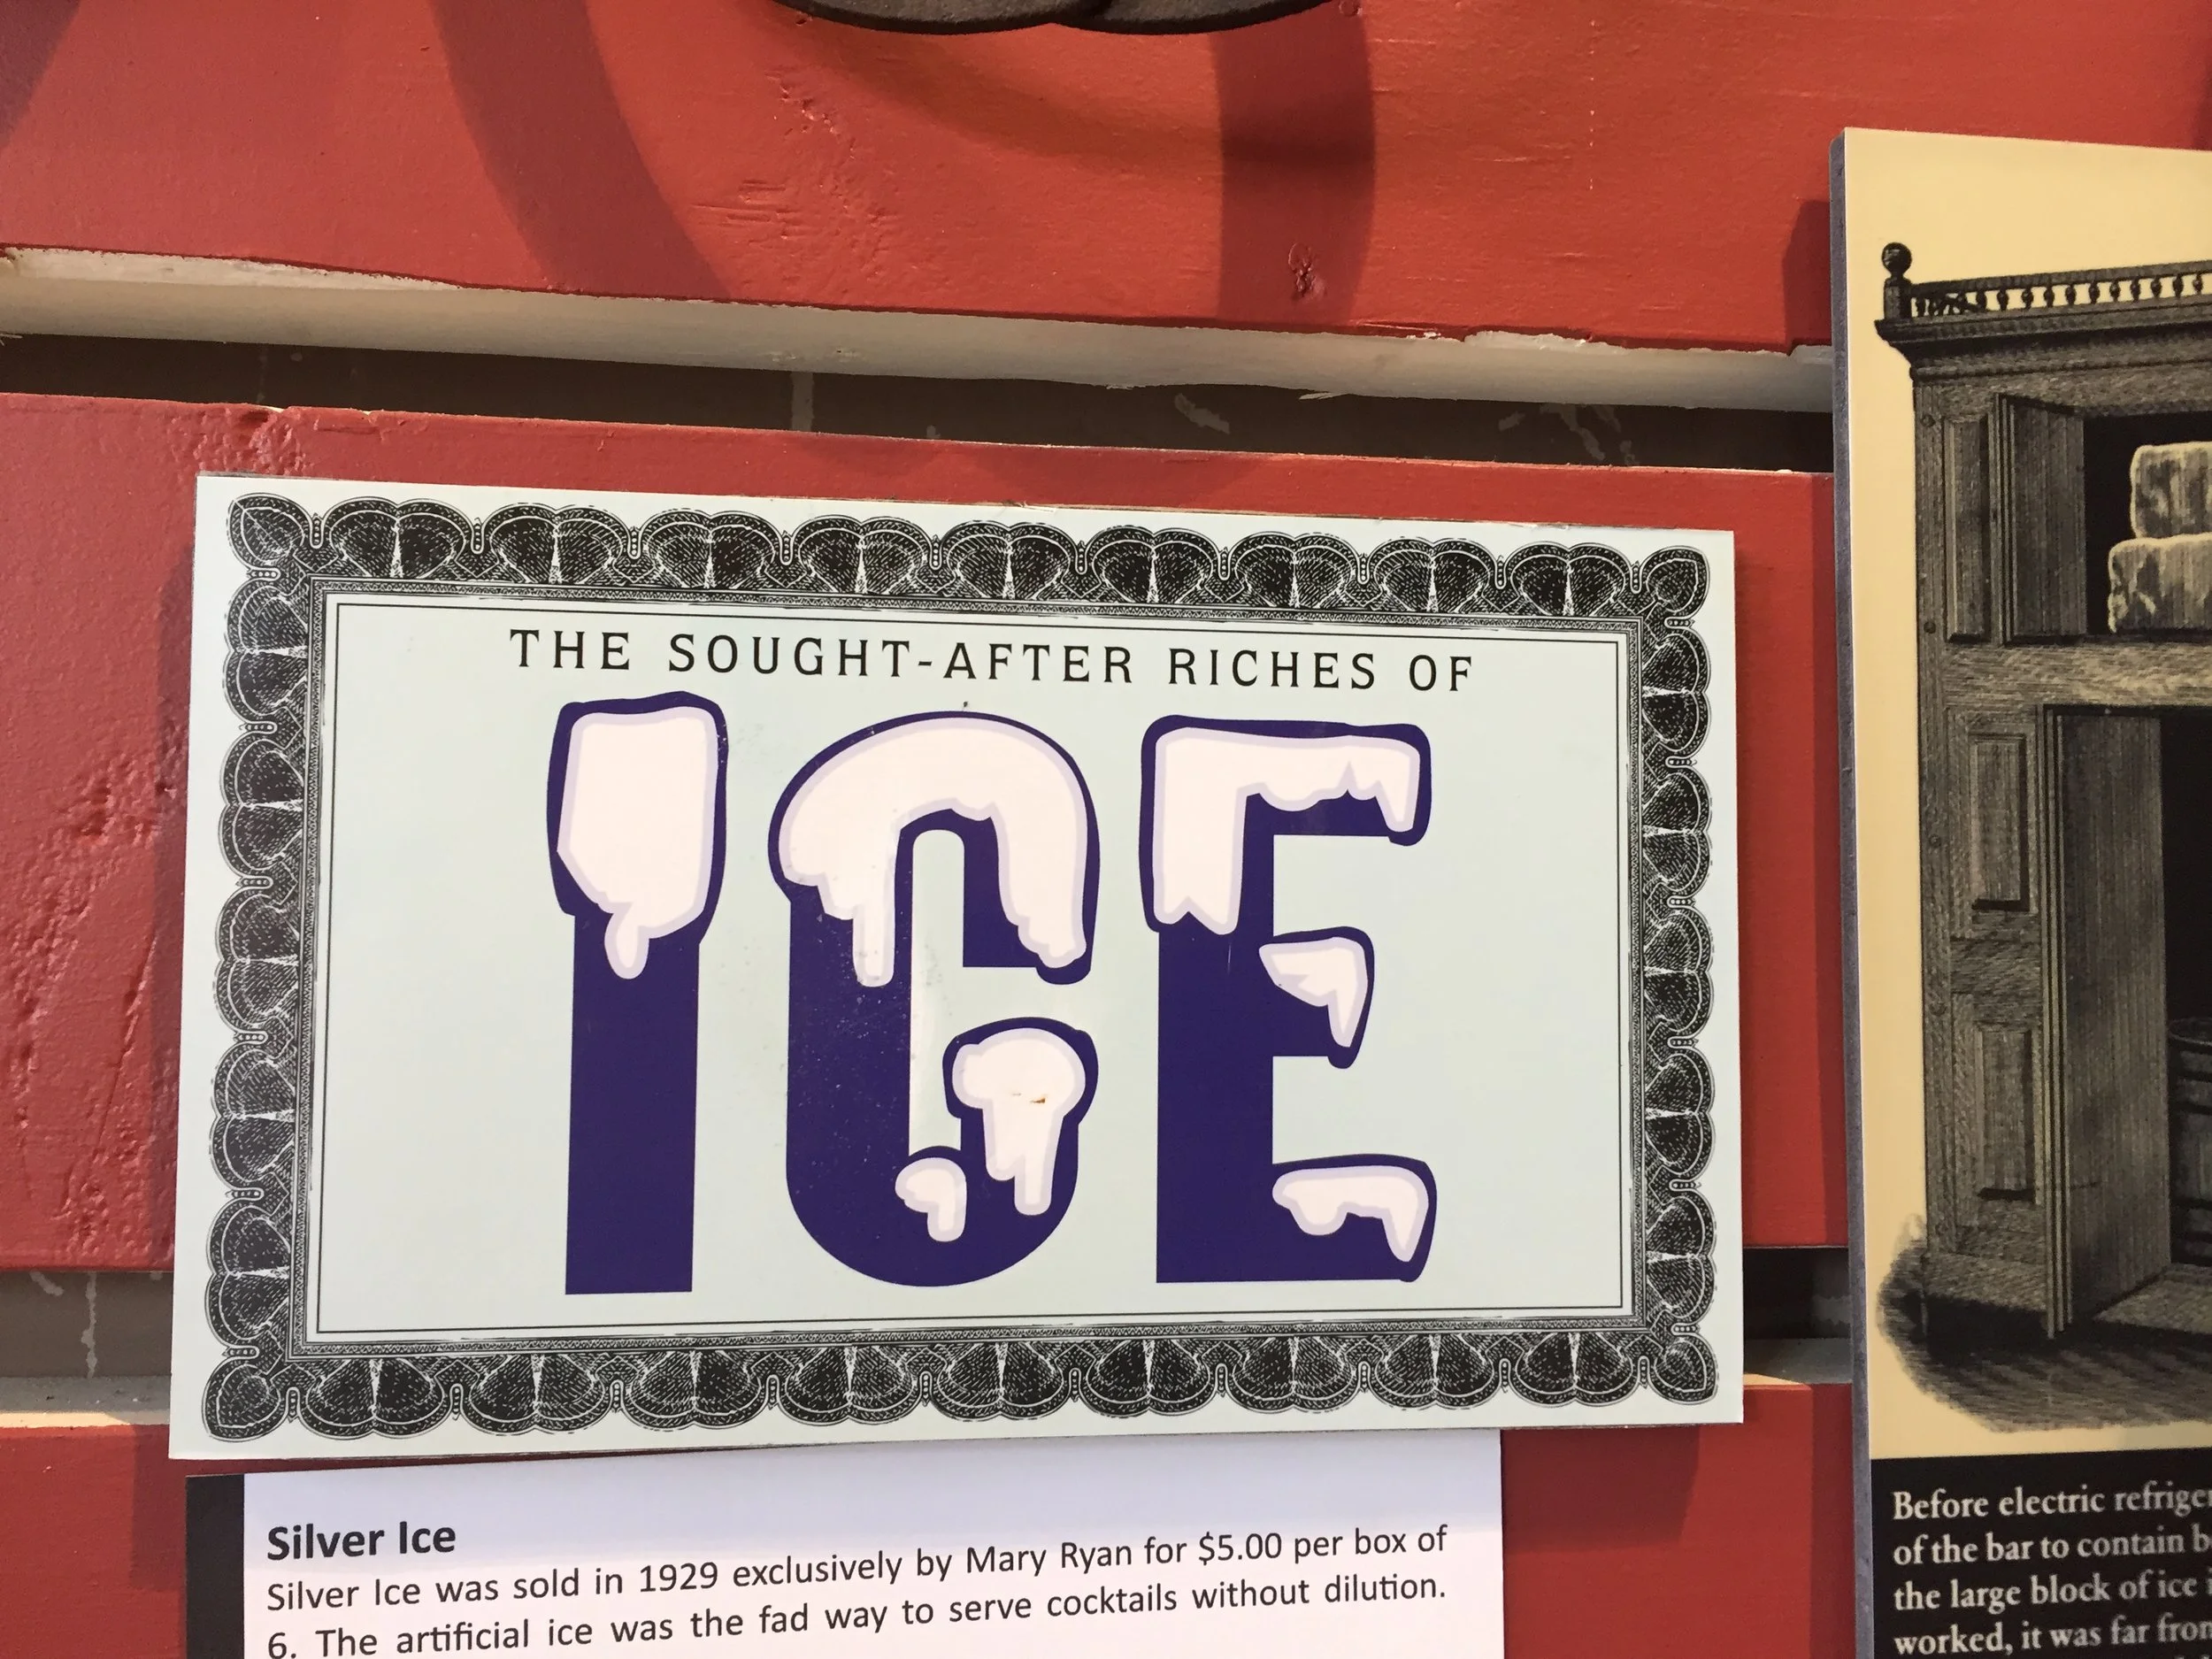 THE SOUGHT-AFTER RICHES OF
ICE
Silver Ice
Silver Ice was sold in 1929 exclusively by Mary Ryan for $5.00 per box of
6. The artificial ice was the fad way to serve cocktails without dilution.
Before electric
of the bar to contain
the large block of ice
worked, it was far